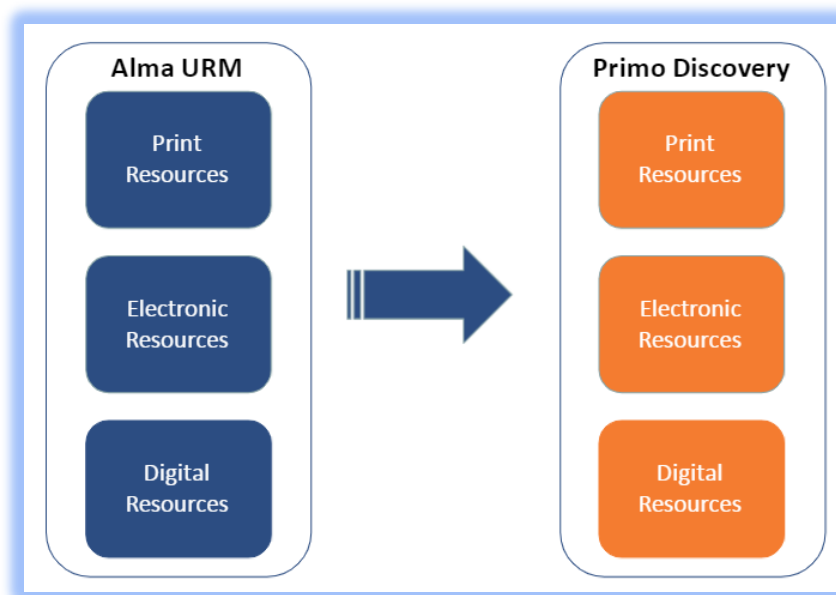 Alma URM
Print
Resources
Electronic
Resources
Digital
Resources
Primo Discovery
Print
Resources
Electronic
Resources
Digital
Resources